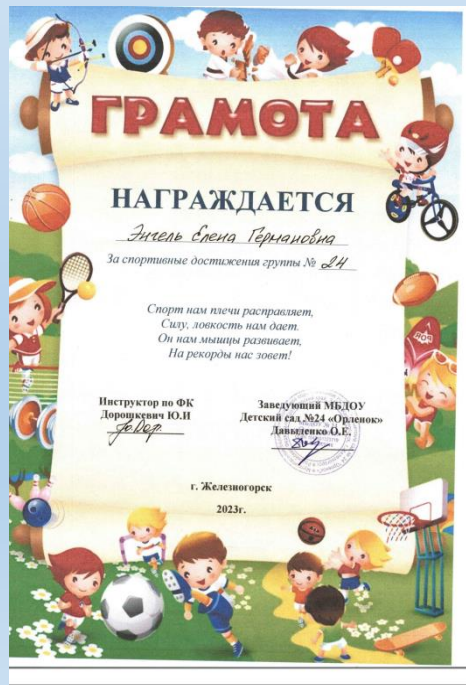 ГРАМОТА
НАГРАЖДАЕТСЯ
Энгель Елена Германовна
За спортивные достижения группы № 24
Спорт нам плечи расправляет,
Силу, ловкость нам дает.
Он нам мышцы развивает,
На рекорды нас зовет!
Инструктор по ФК
Дорошкевич Ю.И
Заведующий МБДОУ
Детский сад №24 «Орленок»
Давыденко О.Е.
г. Железногорск
2023г.